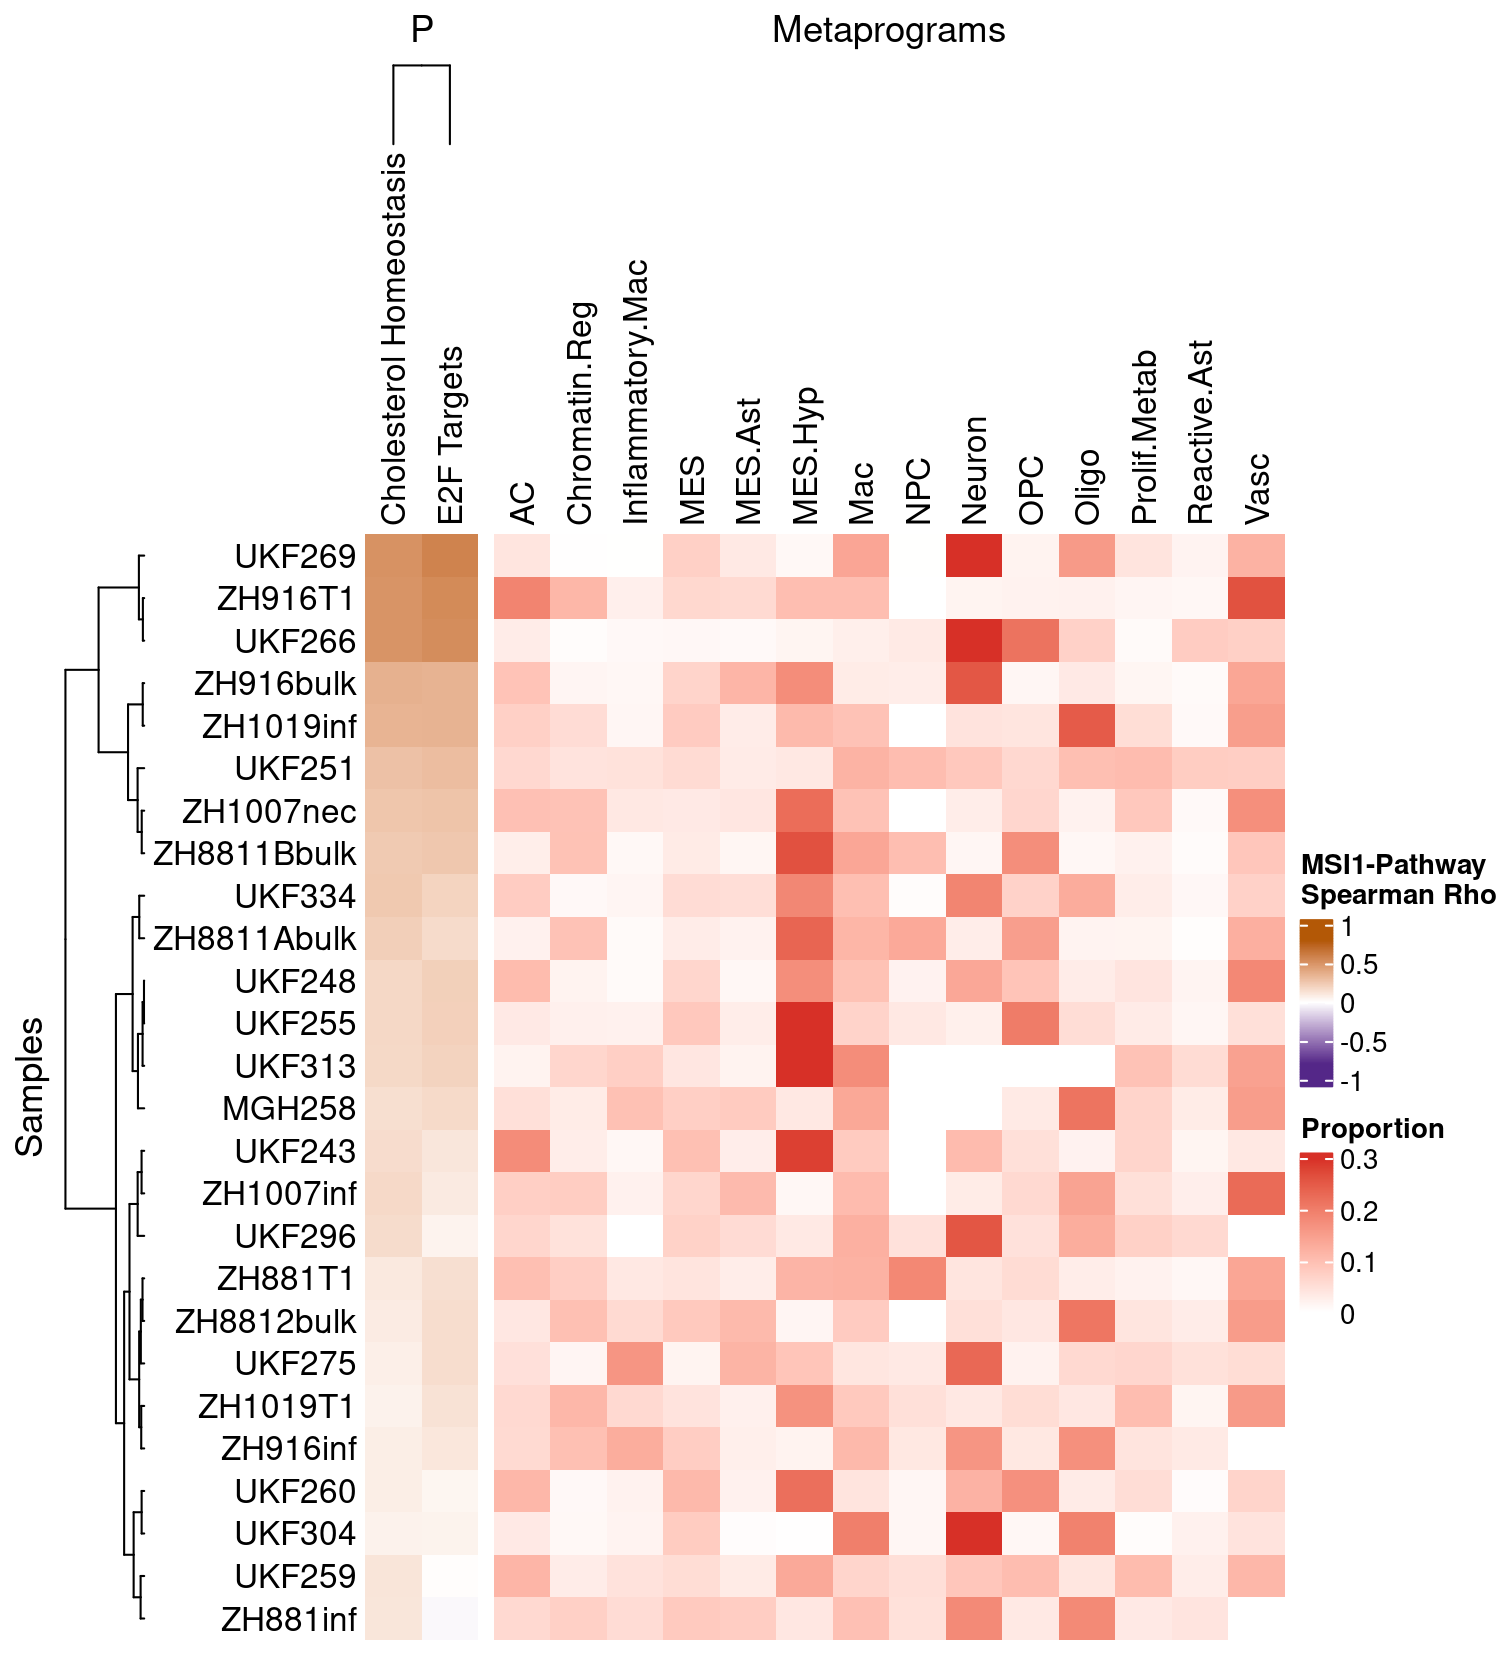 P
Metaprograms
Cholesterol Homeostasis
E2F Targets
AC
Chromatin.Reg
Inflammatory.Mac
MES
MES.Ast
MES.Hyp
Mac
NPC
Neuron
OPC
Oligo
Prolif.Metab
Reactive.Ast
Vasc
Samples
UKF269
ZH916T1
UKF266
ZH916bulk
ZH1019inf
UKF251
ZH1007nec
ZH8811Bbulk
UKF334
ZH8811Abulk
UKF248
UKF255
UKF313
MGH258
UKF243
ZH1007inf
UKF296
ZH881T1
ZH8812bulk
UKF275
ZH1019T1
ZH916inf
UKF260
UKF304
UKF259
ZH881inf
MSI1-Pathway
Spearman Rho
1
0.5
0
-0.5
-1
Proportion
0.3
0.2
0.1
0